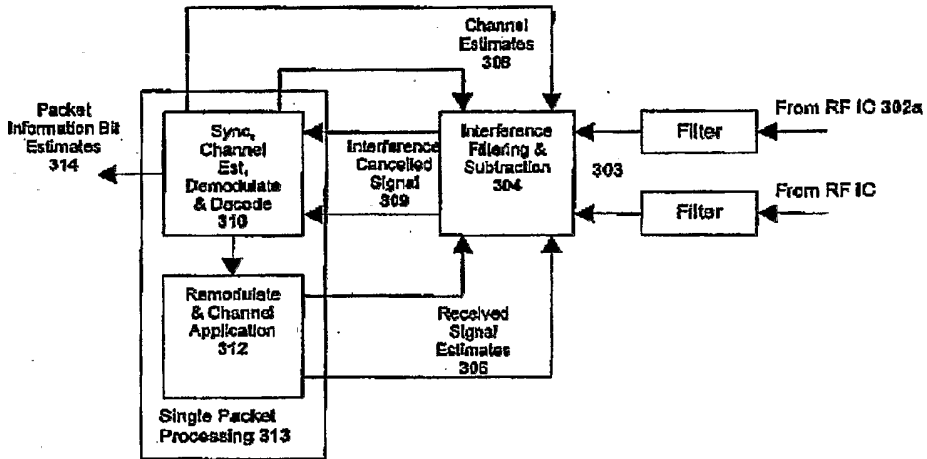 Channel
Estimates
308
Packet
Information Bit
Estimates
314
Sync,
Channel
Est,
Demodulate
& Decode
310
Interference
Cancelled
Signal
309
Interference
Filtering &
Subtraction
304
303
Filter
From RF IC 302a
Filter
From RF IC
Remodulate
& Channel
Application
312
Received
Signal
Estimates
306
Single Packet
Processing 313